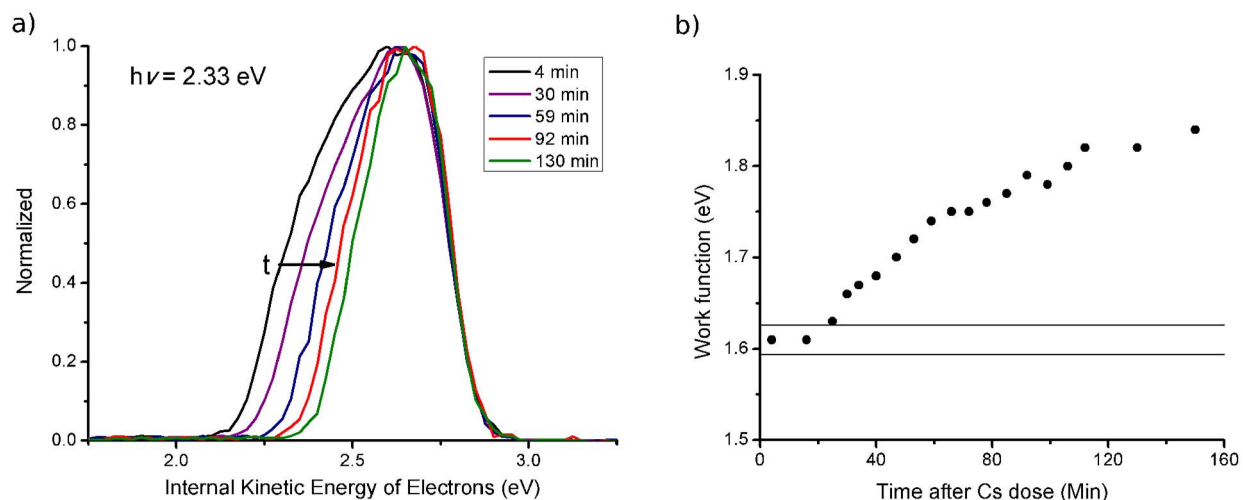 a)
hν = 2.33 eV
4 min
30 min
59 min
92 min
130 min
t
Normalized
1.0
0.8
0.6
0.4
0.2
0.0
2.0
2.5
3.0
Internal Kinetic Energy of Electrons (eV)
b)
Work function (eV)
1.9
1.8
1.7
1.6
1.5
0
40
80
120
160
Time after Cs dose (Min)